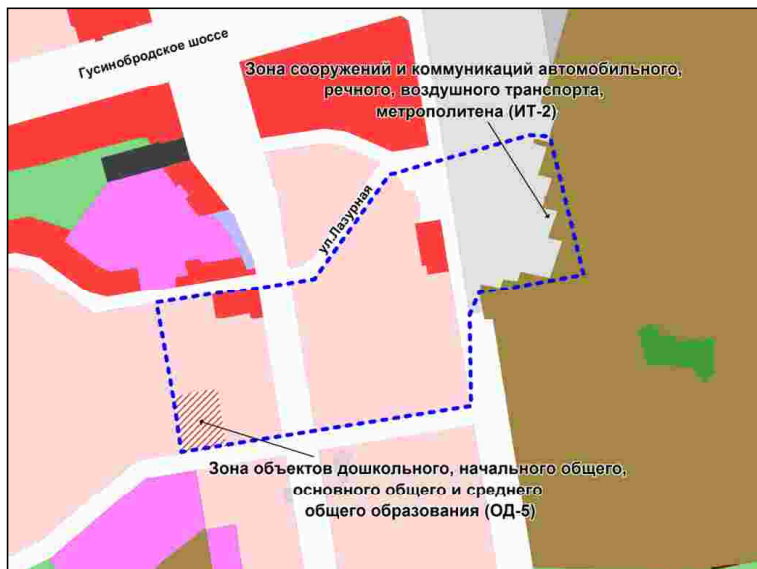 Гусинобродское шоссе
Зона сооружений и коммуникаций автомобильного,
речного, воздушного транспорта,
метрополитена (ИТ-2)
ул.Лазурная
Зона объектов дошкольного, начального общего,
основного общего и среднего
общего образования (ОД-5)